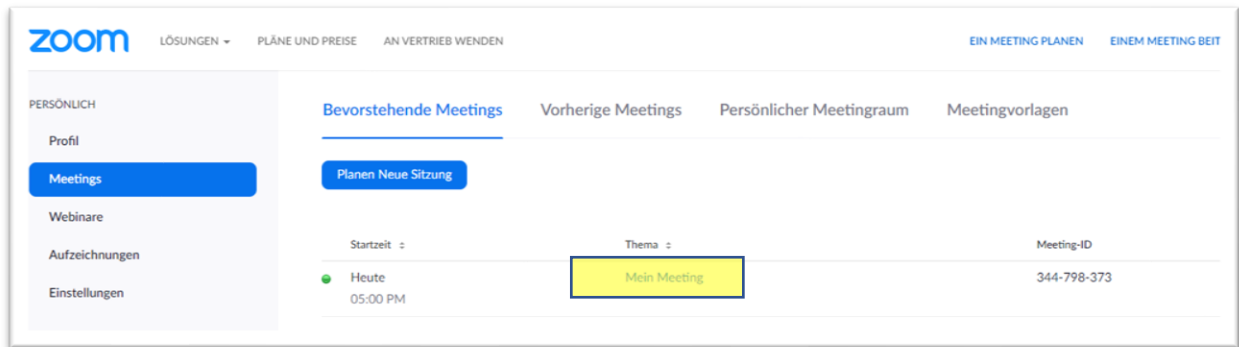 zoom LÖSUNGEN PLÄNE UND PREISE AN VERTRIEB WENDEN EIN MEETING PLANEN EINEM MEETING BEIT
PERSÖNLICH
Profil
Meetings
Webinare
Aufzeichnungen
Einstellungen
Bevorstehende Meetings Vorherige Meetings Persönlicher Meetingraum Meetingvorlagen
Planen Neue Sitzung
Startzeit Thema Meeting-ID
Heute Mein Meeting 344-798-373
05:00 PM